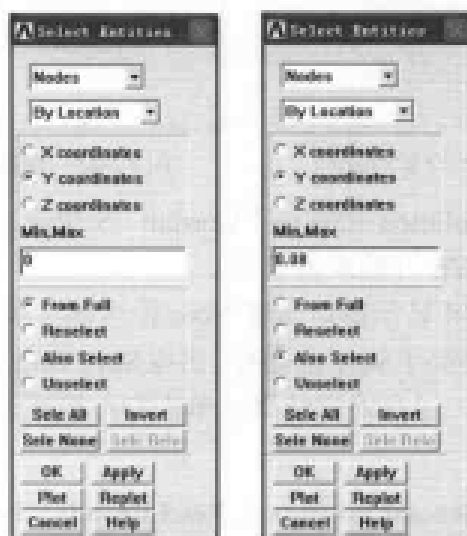 Select Entities
Nodes
By Location
X coordinates
Y coordinates
Z coordinates
Min,Max
0
From Full
Reselect
Also Select
Unselect
Sele All Invert
Sele None Sele Belo
OK Apply
Plot Replot
Cancel Help
Select Entities
Nodes
By Location
X coordinates
Y coordinates
Z coordinates
Min,Max
0.08
From Full
Reselect
Also Select
Unselect
Sele All Invert
Sele None Sele Belo
OK Apply
Plot Replot
Cancel Help